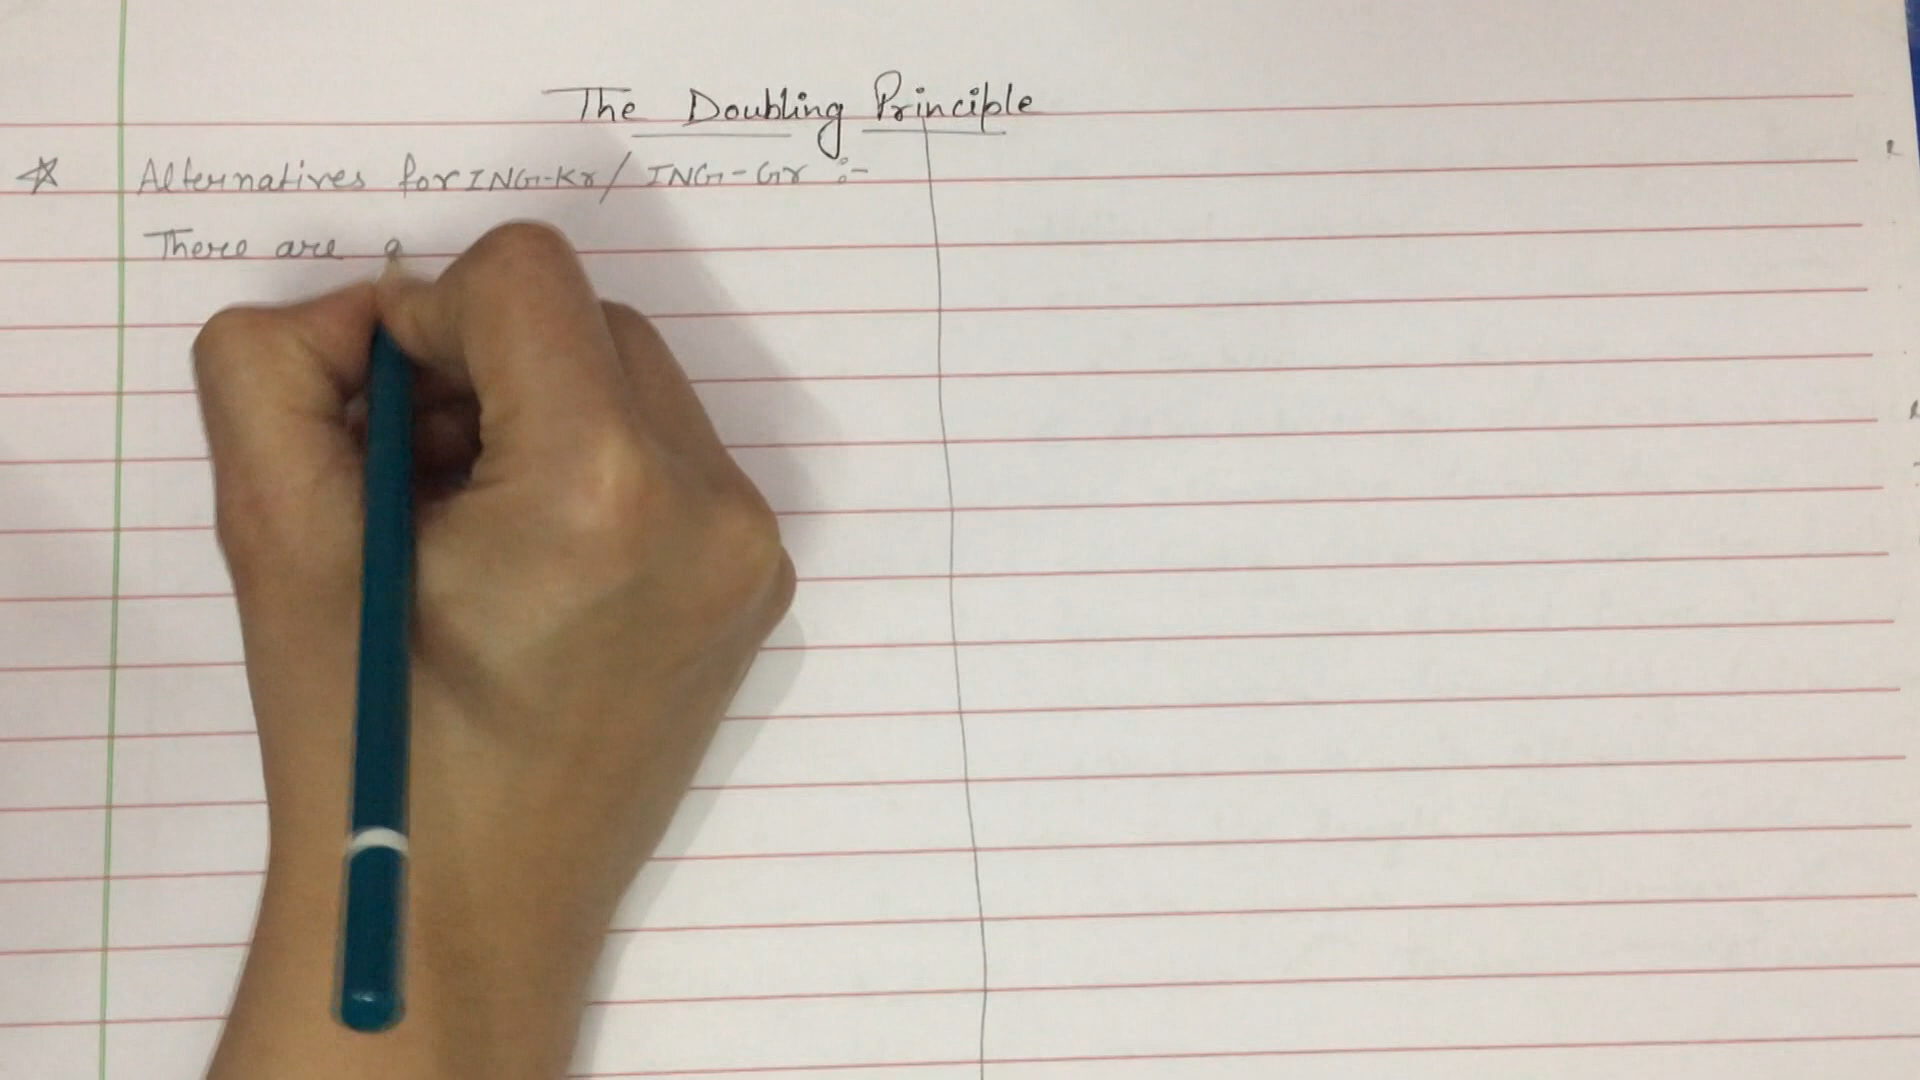 The Doubling Principle
☆ Alternatives for ING-Kr / ING-Gr :-
There are a